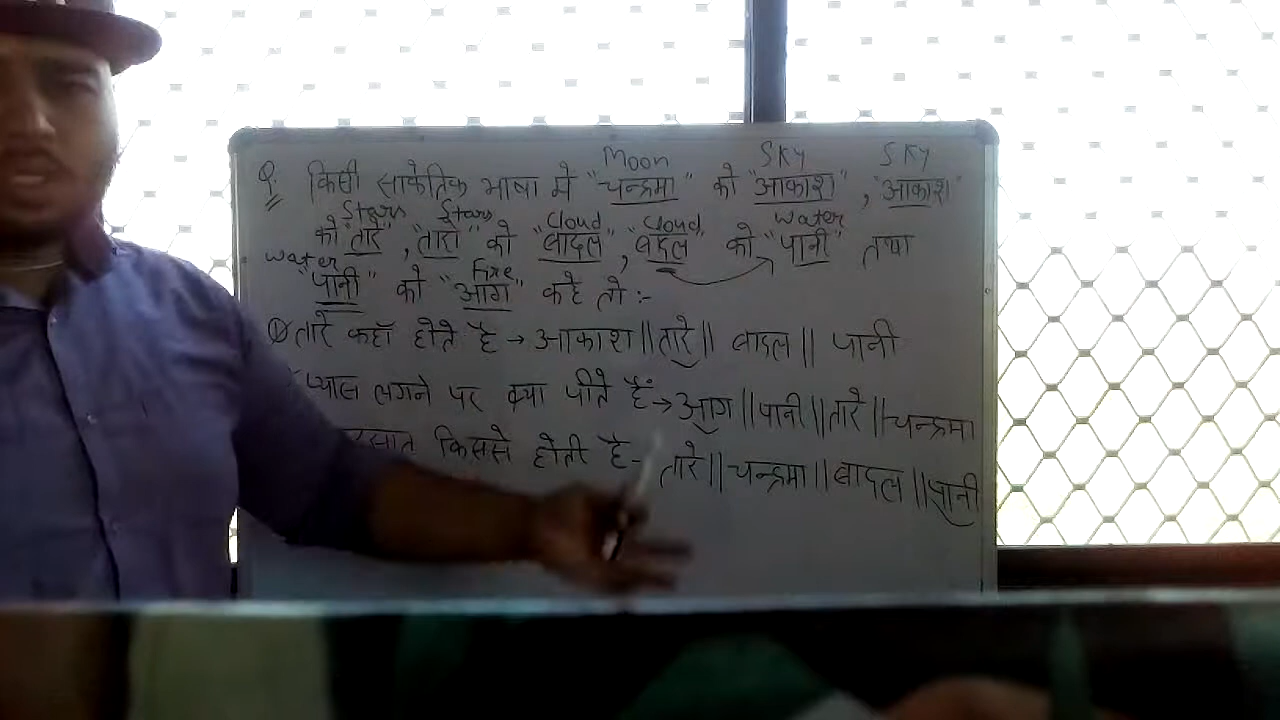 Moon SKY SKY
Q. किसी सांकेतिक भाषा में "चन्द्रमा" को "आकाश", "आकाश"
Stars Stars Cloud Cloud Water
को "तारे", "तारो" को "बादल", "बादल" को "पानी" तथा
Water Fire
"पानी" को "आग" कहे तो :-
① तारे कहाँ होते है → आकाश || तारे || बादल || पानी
प्यास लगने पर क्या पीते हैं → आग || पानी || तारे || चन्द्रमा
किससे होती है - तारे || चन्द्रमा || बादल || पानी